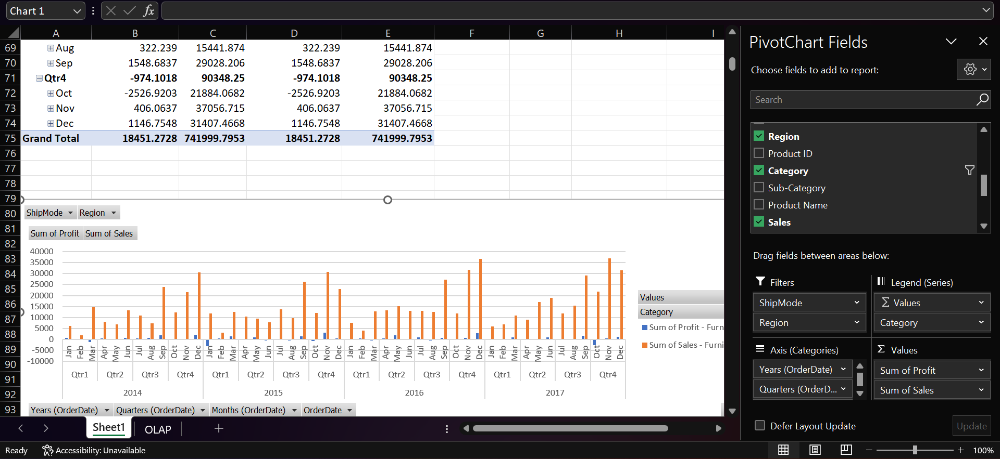 Chart 1
fx
A B C D E F G H I
69 Aug 322.239 15441.874 322.239 15441.874
70 Sep 1548.6837 29028.206 1548.6837 29028.206
71 Qtr4 -974.1018 90348.25 -974.1018 90348.25
72 Oct -2526.9203 21884.0682 -2526.9203 21884.0682
73 Nov 406.0637 37056.715 406.0637 37056.715
74 Dec 1146.7548 31407.4668 1146.7548 31407.4668
75 Grand Total 18451.2728 741999.7953 18451.2728 741999.7953
76
77
78
79
80
81
82
83
84
85
86
87
88
89
90
91
92
93
ShipMode Region
Sum of Profit Sum of Sales
40000
35000
30000
25000
20000
15000
10000
5000
0
-5000
-10000
Jan Feb Mar Apr May Jun Jul Aug Sep Oct Nov Dec Jan Feb Mar Apr May Jun Jul Aug Sep Oct Nov Dec Jan Feb Mar Apr May Jun Jul Aug Sep Oct Nov Dec Jan Feb Mar Apr May Jun Jul Aug Sep Oct Nov Dec
Qtr1 Qtr2 Qtr3 Qtr4 Qtr1 Qtr2 Qtr3 Qtr4 Qtr1 Qtr2 Qtr3 Qtr4 Qtr1 Qtr2 Qtr3 Qtr4
2014 2015 2016 2017
Values
Category
Sum of Profit - Furn
Sum of Sales - Furni
Years (OrderDate) Quarters (OrderDate) Months (OrderDate) OrderDate
Sheet1 OLAP
PivotChart Fields
Choose fields to add to report:
Search
Region
Product ID
Category
Sub-Category
Product Name
Sales
Drag fields between areas below:
Filters
ShipMode
Region
Legend (Series)
Σ Values
Category
Axis (Categories)
Years (OrderDate)
Quarters (OrderD...
Σ Values
Sum of Profit
Sum of Sales
Defer Layout Update Update
Ready Accessibility: Unavailable 100%